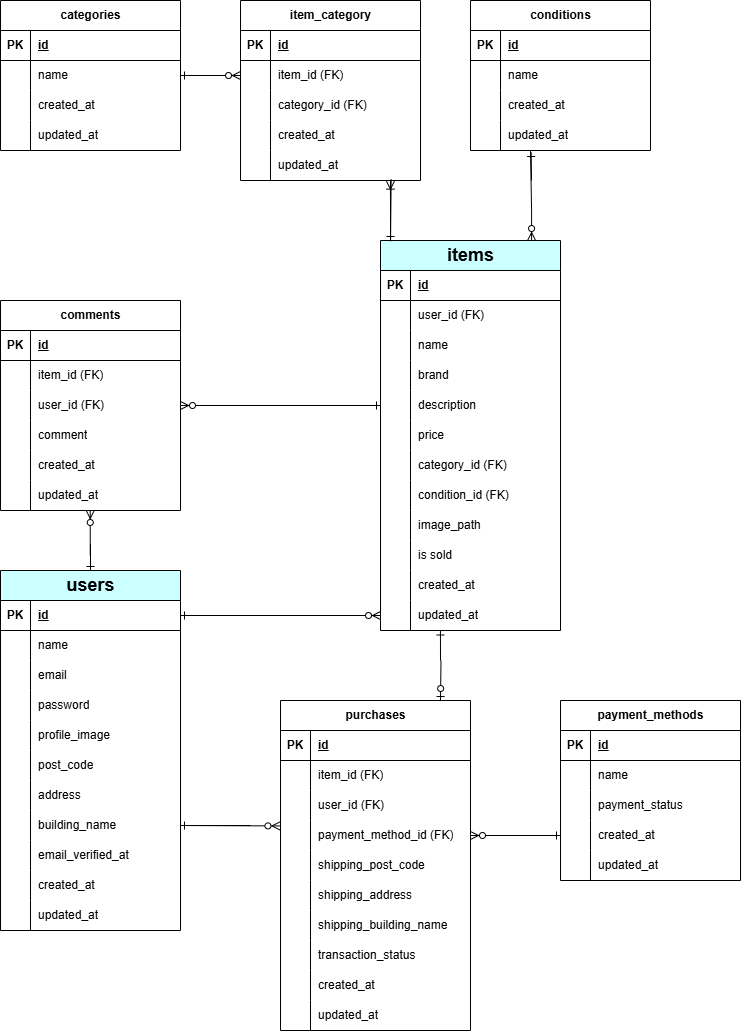 categories
PK id
name
created_at
updated_at
item_category
PK id
item_id (FK)
category_id (FK)
created_at
updated_at
conditions
PK id
name
created_at
updated_at
items
PK id
user_id (FK)
name
brand
description
price
category_id (FK)
condition_id (FK)
image_path
is sold
created_at
updated_at
comments
PK id
item_id (FK)
user_id (FK)
comment
created_at
updated_at
users
PK id
name
email
password
profile_image
post_code
address
building_name
email_verified_at
created_at
updated_at
purchases
PK id
item_id (FK)
user_id (FK)
payment_method_id (FK)
shipping_post_code
shipping_address
shipping_building_name
transaction_status
created_at
updated_at
payment_methods
PK id
name
payment_status
created_at
updated_at